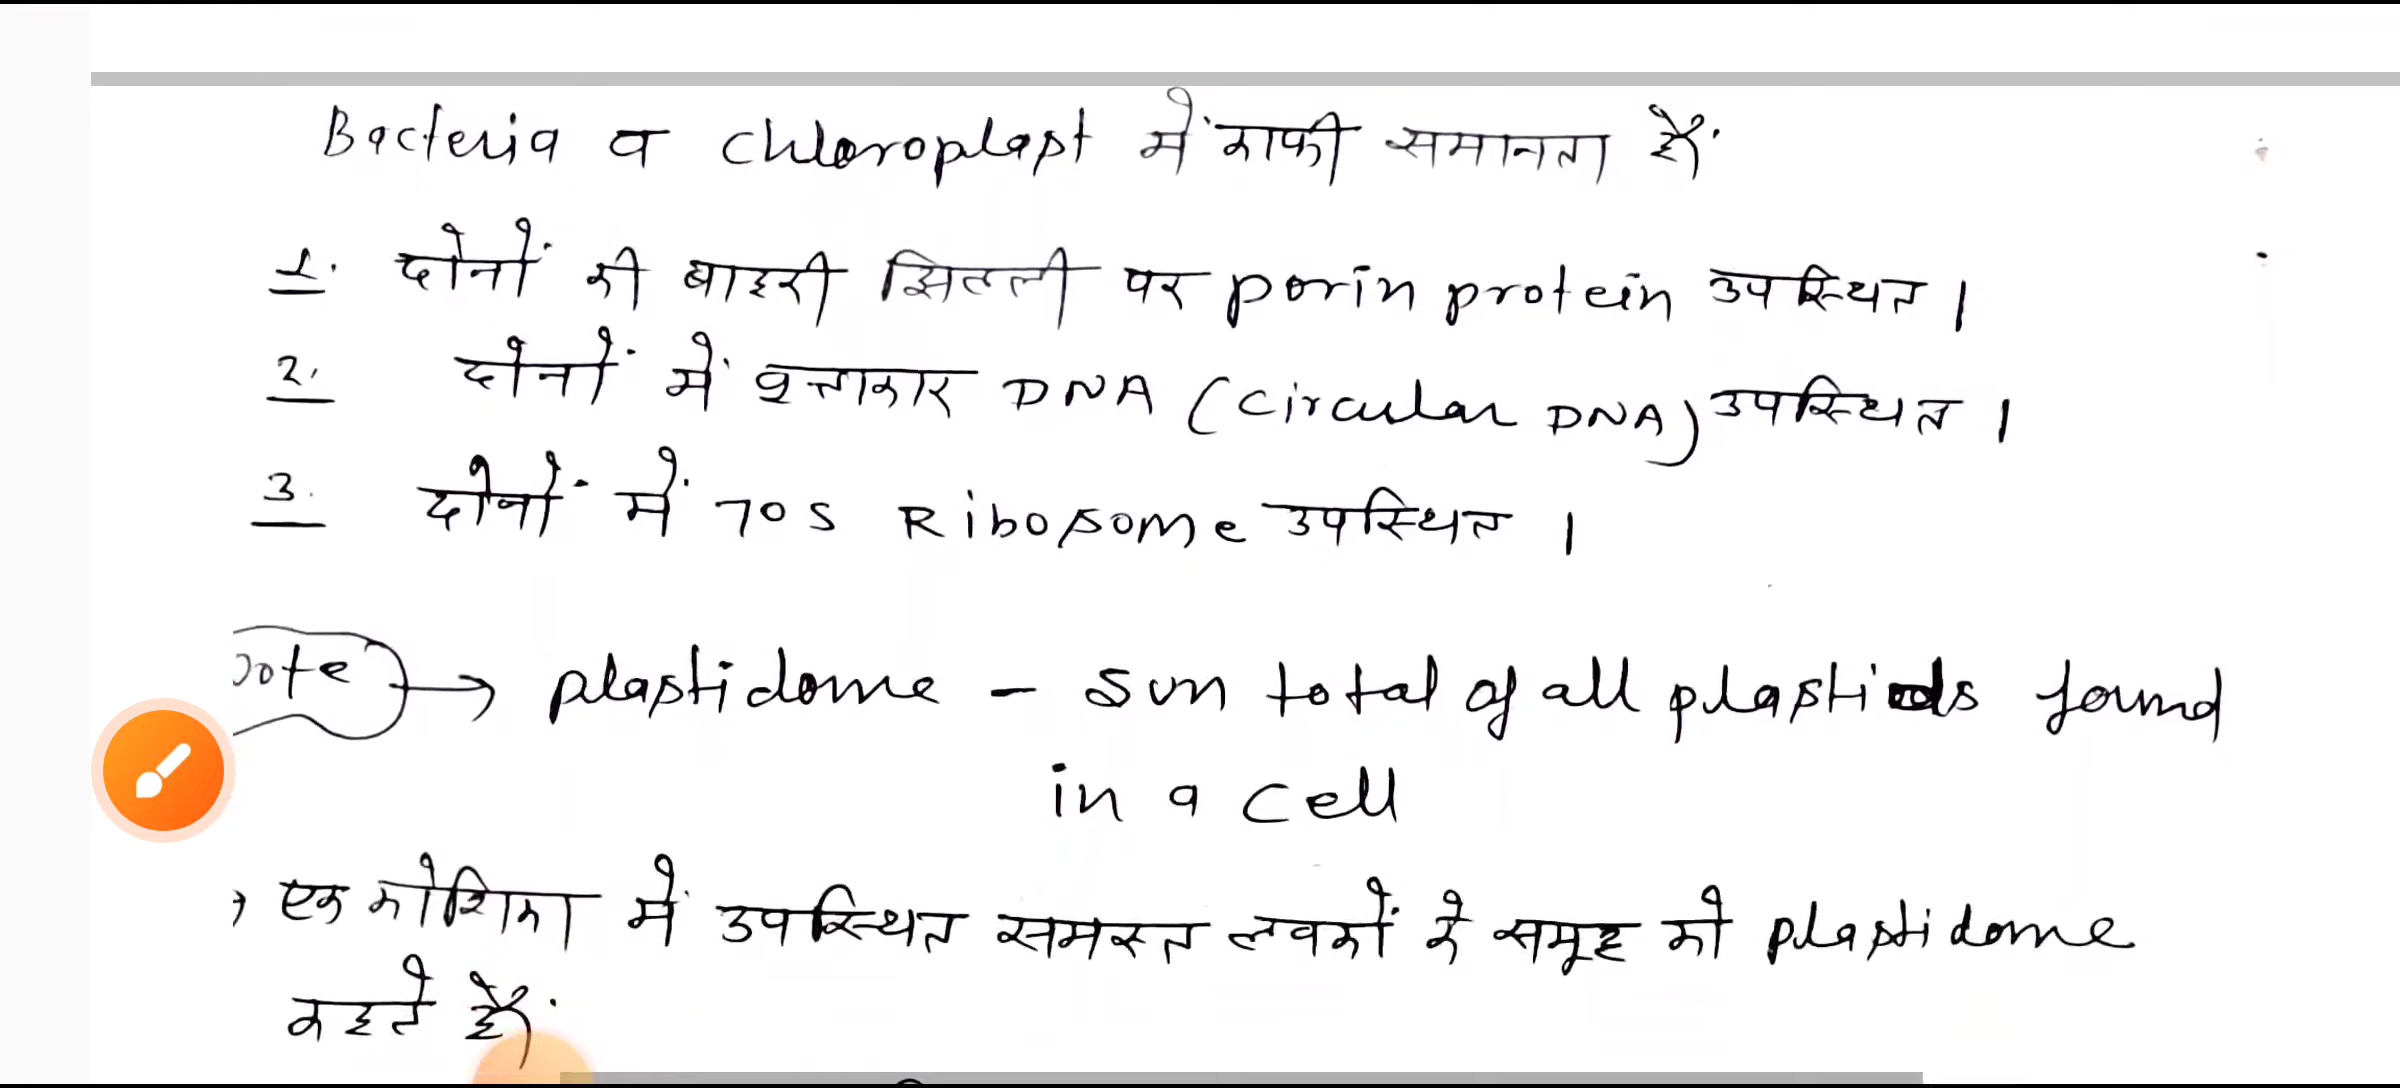 Bacteria व chloroplast में काफी समानता हैं
1. दोनों की बाहरी झिल्ली पर porin protein उपस्थित ।
2. दोनों में वृत्ताकार DNA (circular DNA) उपस्थित ।
3. दोनों में 70s Ribosome उपस्थित ।
Note → plastidome - sum total of all plastids found
in a cell
→ एक कोशिका में उपस्थित समस्त लवकों के समूह को plastidome
कहते हैं